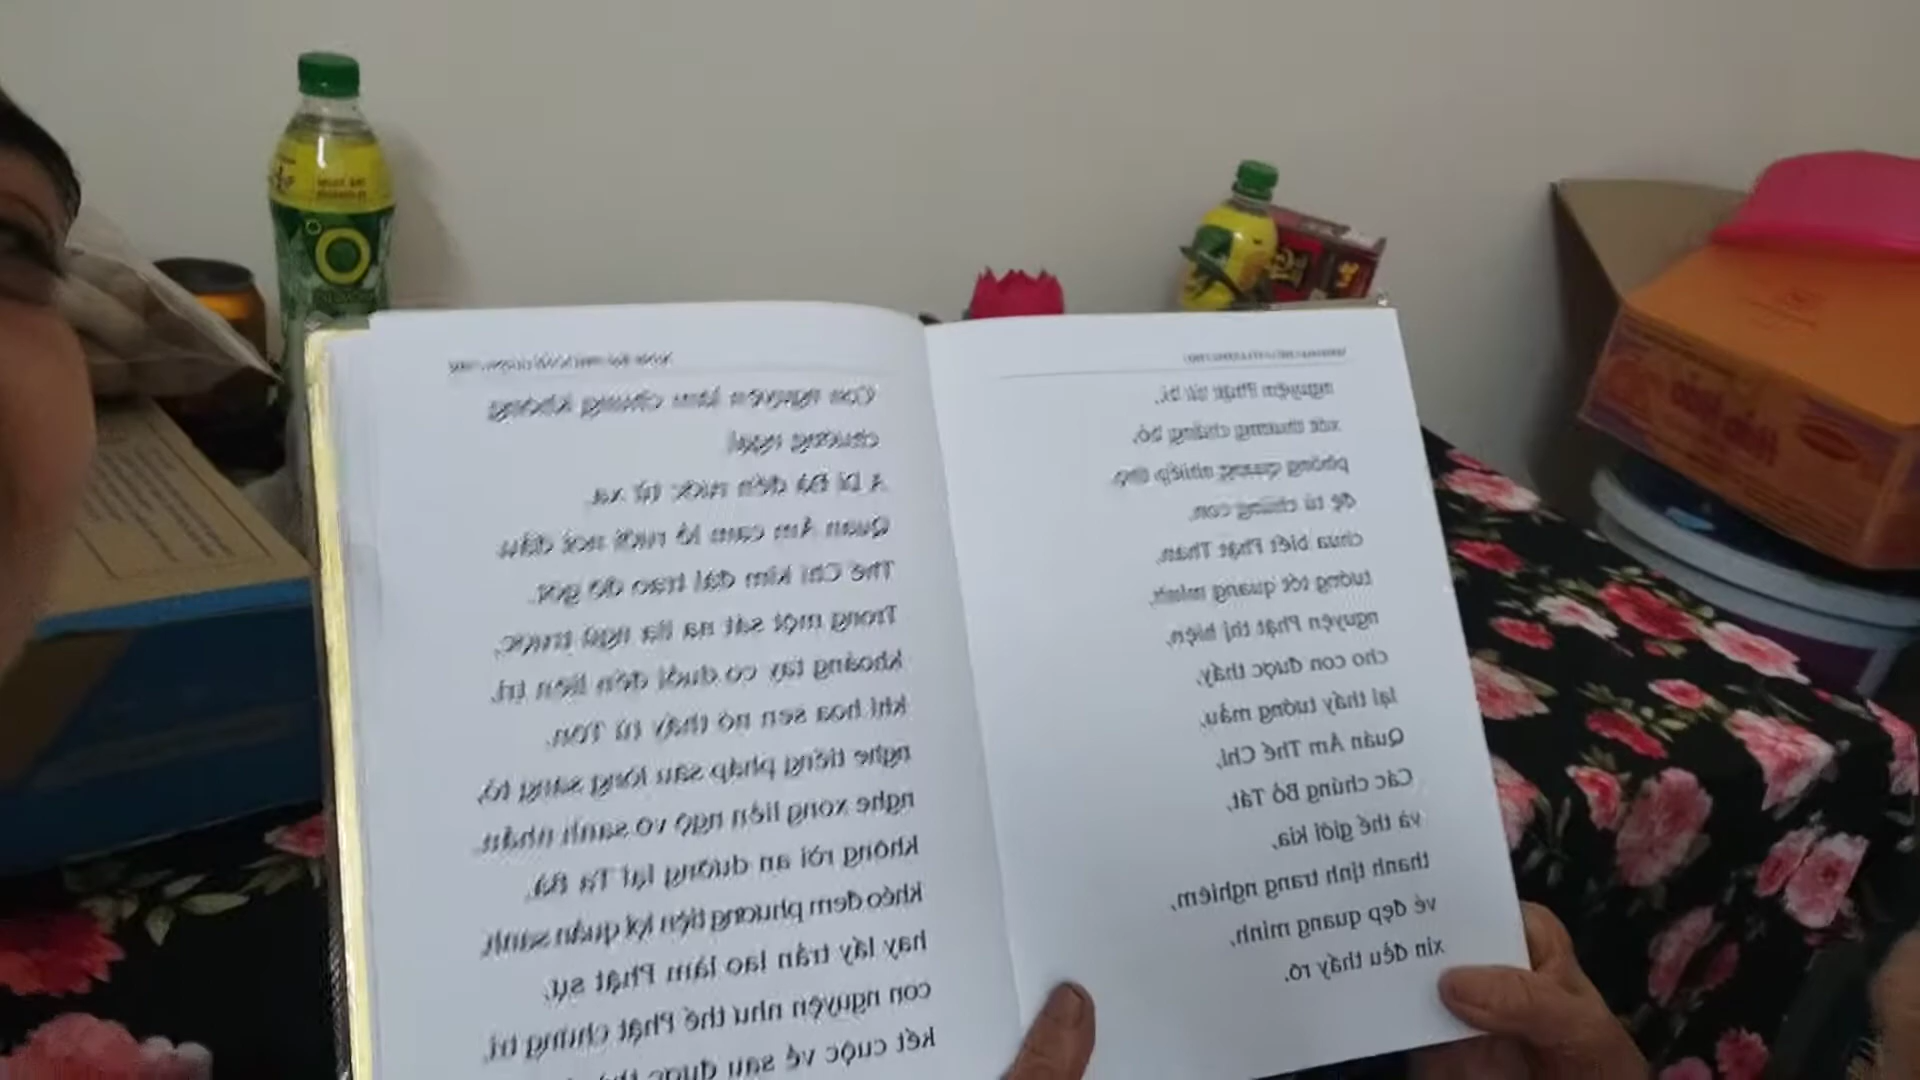 nguyện Phật từ bi,
xót thương chẳng bỏ,
phóng quang nhiếp thọ,
đệ tử chúng con,
chưa biết Phật Thân,
tướng tốt quang minh,
nguyện Phật thị hiện,
cho con được thấy,
lại thấy tướng mầu,
Quán Âm Thế Chí,
Các chúng Bồ Tát,
và thế giới kia,
thanh tịnh trang nghiêm,
vẻ đẹp quang minh,
xin đều thấy rõ.
Con nguyện lâm chung không
chướng ngại
A Di Đà đến rước từ xa.
Quán Âm cam lồ rưới nơi đầu
Thế Chí kim đài trao đỡ gót.
Trong một sát na lìa ngũ trược,
khoảng tay co duỗi đến liên trì.
khi hoa sen nở thấy từ Tôn.
nghe tiếng pháp sâu lòng sáng tỏ,
nghe xong liền ngộ vô sanh nhẫn.
không rời an dưỡng lại Ta Bà,
khéo đem phương tiện lợi quần sanh,
hay lấy trần lao làm Phật sự,
con nguyện như thế Phật chứng tri,
kết cuộc về sau được
Hảo Hảo